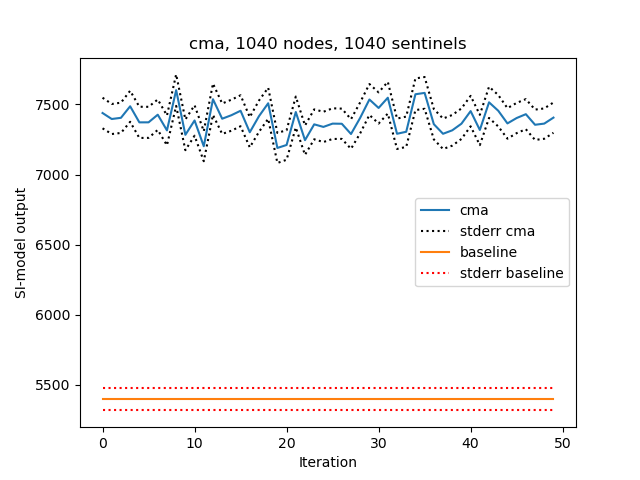 cma, 1040 nodes, 1040 sentinels
SI-model output
7500
7000
6500
6000
5500
cma
stderr cma
baseline
stderr baseline
0
10
20
30
40
50
Iteration